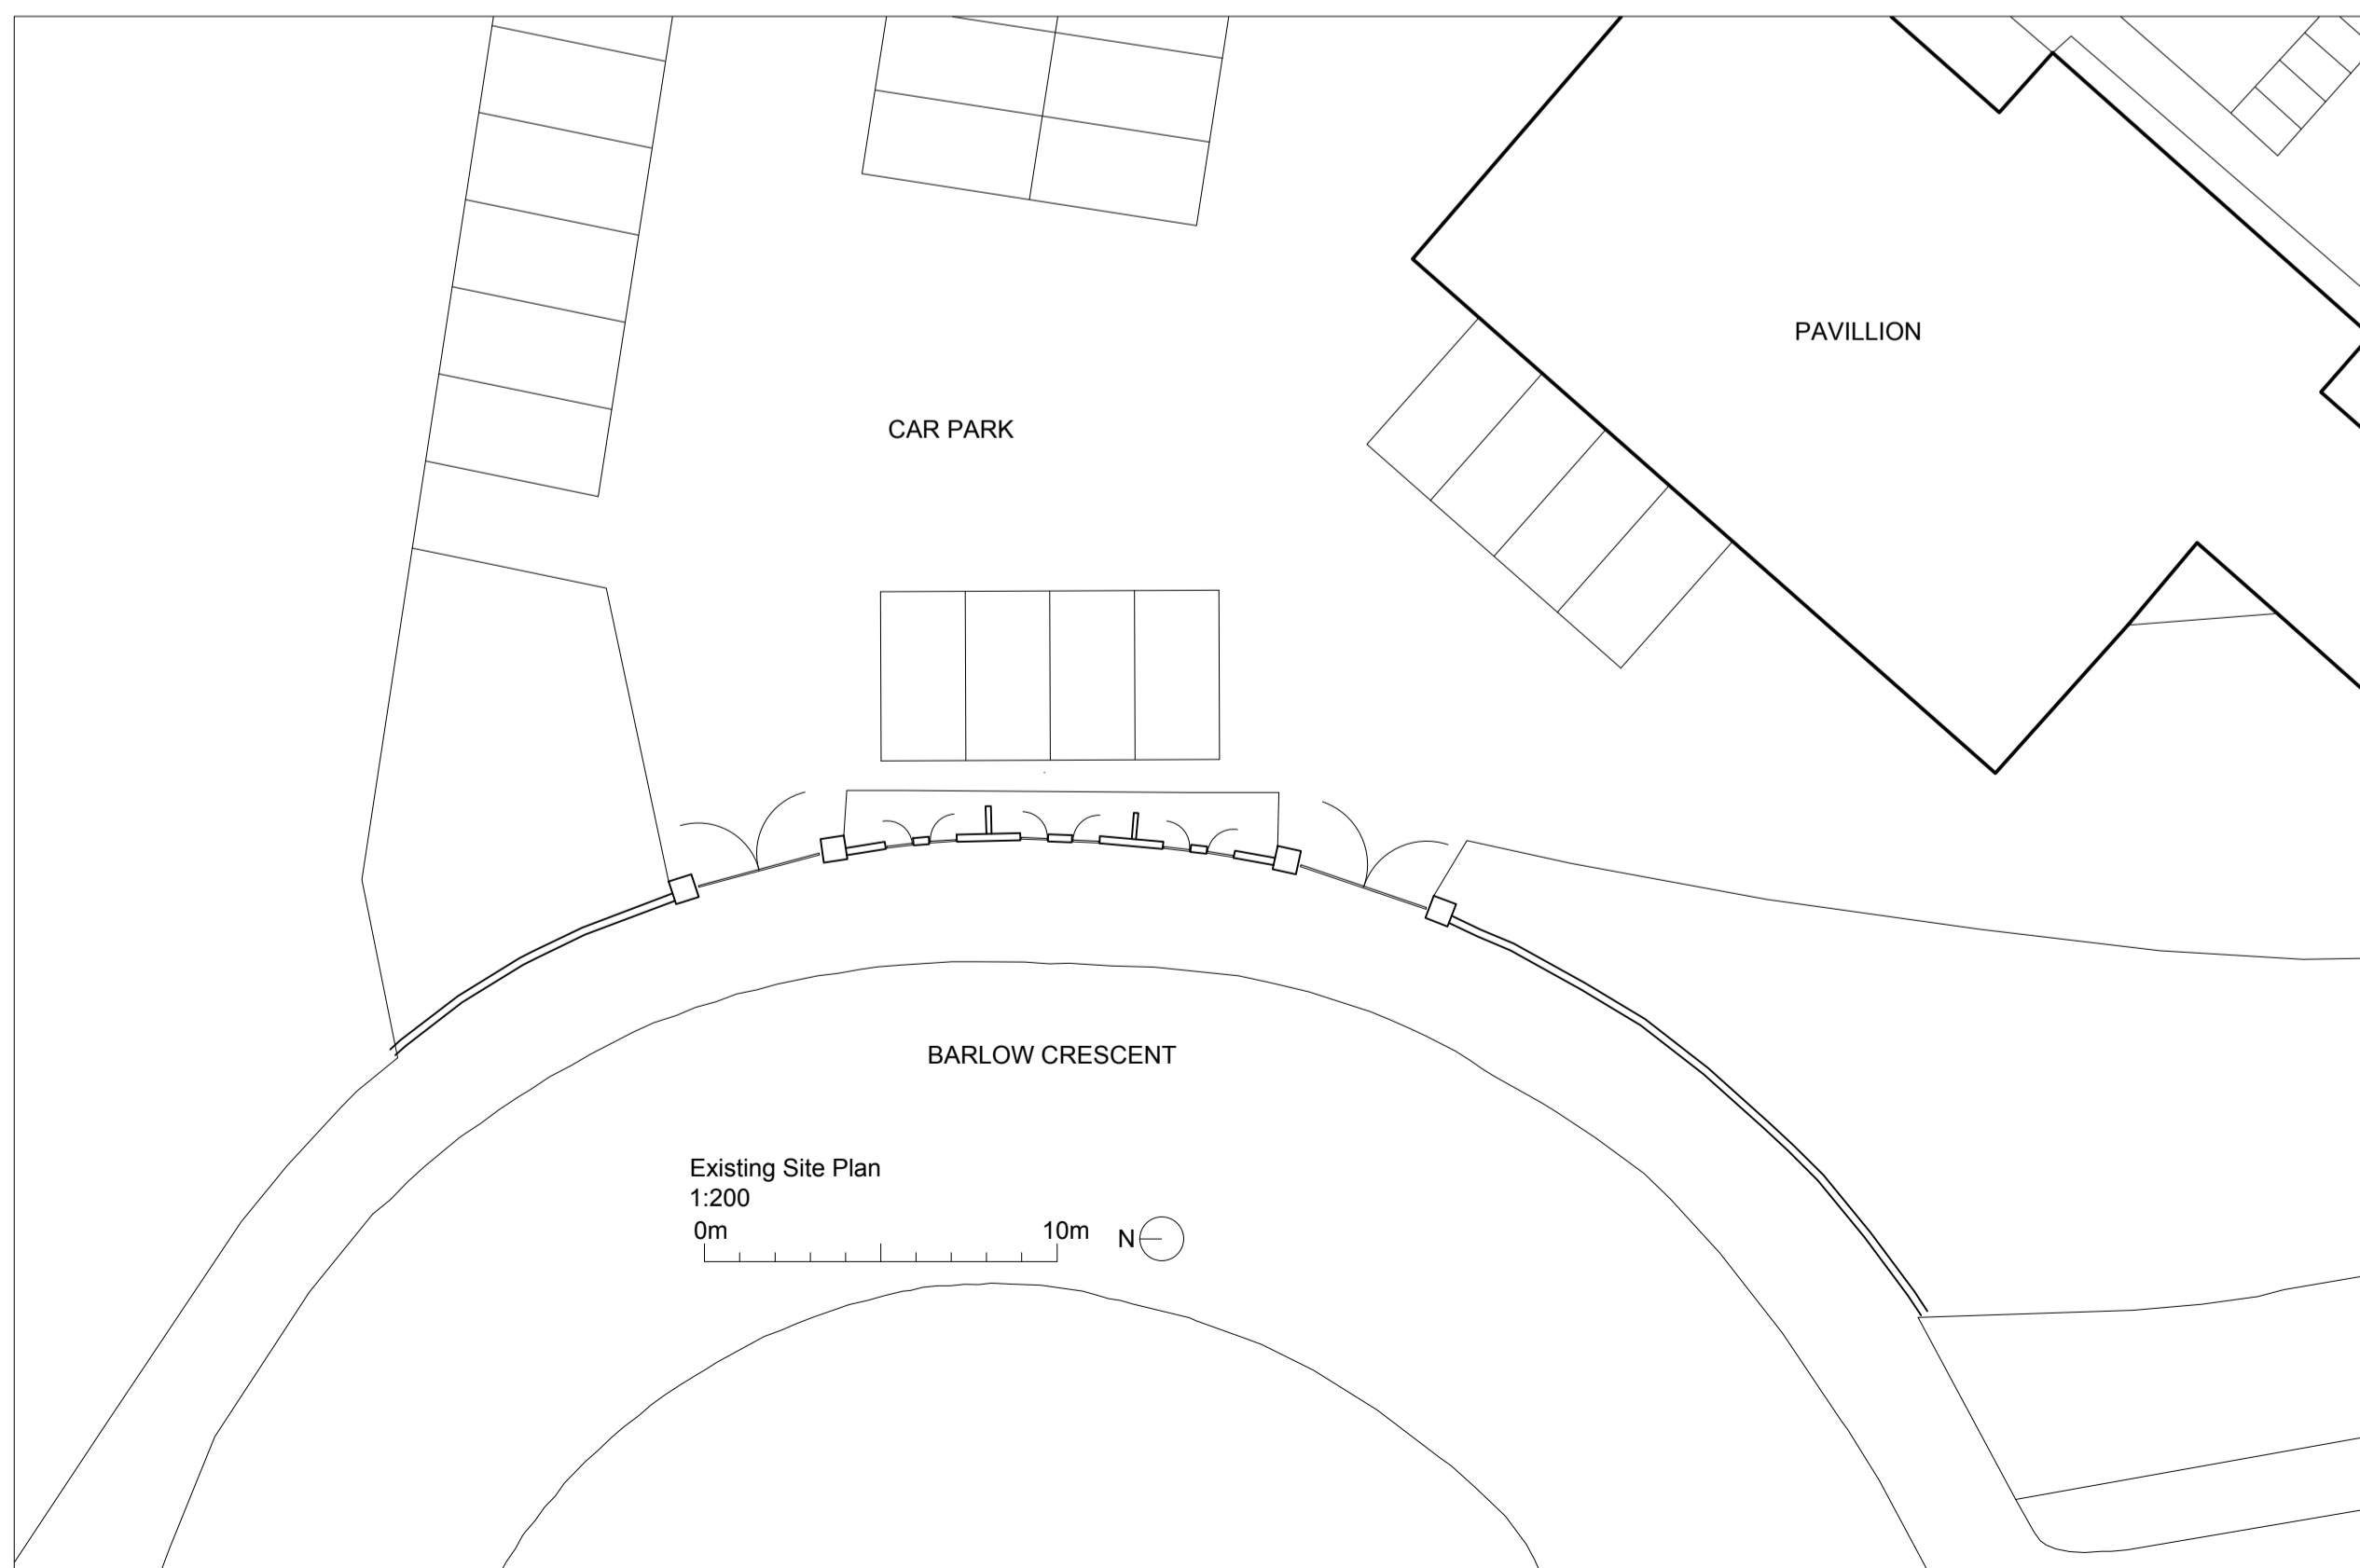 PAVILLION
CAR PARK
BARLOW CRESCENT
Existing Site Plan
1:200
0m 10m
N